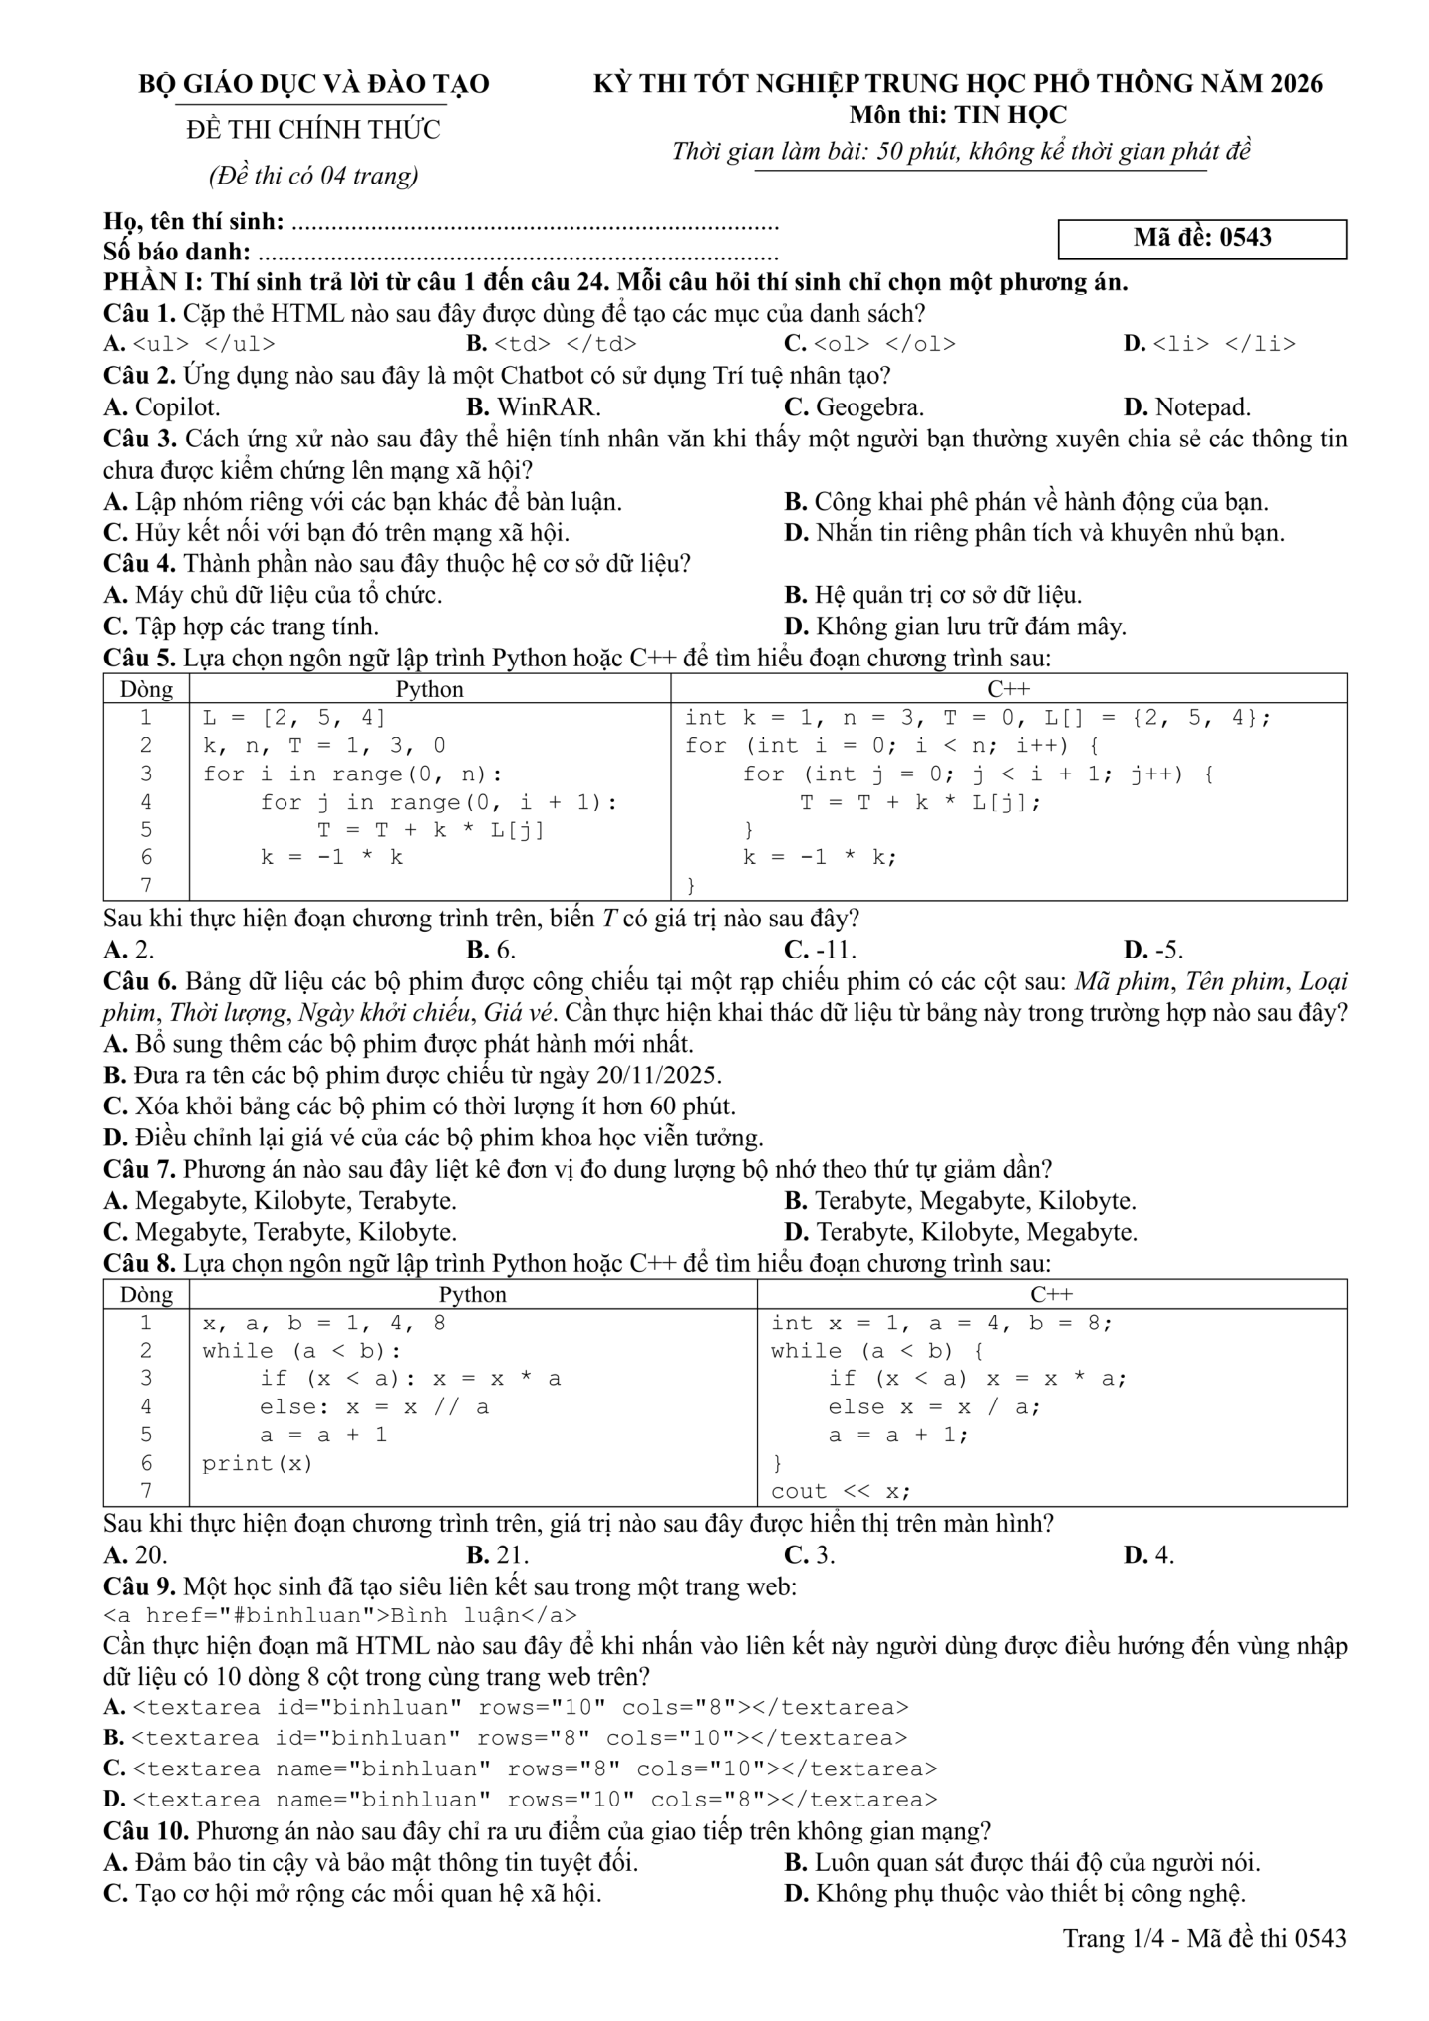 BỘ GIÁO DỤC VÀ ĐÀO TẠO
ĐỀ THI CHÍNH THỨC
(Đề thi có 04 trang)
KỲ THI TỐT NGHIỆP TRUNG HỌC PHỔ THÔNG NĂM 2026
Môn thi: TIN HỌC
Thời gian làm bài: 50 phút, không kể thời gian phát đề
Họ, tên thí sinh: ..........................................................................
Số báo danh: ...............................................................................
Mã đề: 0543
PHẦN I: Thí sinh trả lời từ câu 1 đến câu 24. Mỗi câu hỏi thí sinh chỉ chọn một phương án.
Câu 1. Cặp thẻ HTML nào sau đây được dùng để tạo các mục của danh sách?
A. <ul> </ul> B. <td> </td> C. <ol> </ol> D. <li> </li>
Câu 2. Ứng dụng nào sau đây là một Chatbot có sử dụng Trí tuệ nhân tạo?
A. Copilot. B. WinRAR. C. Geogebra. D. Notepad.
Câu 3. Cách ứng xử nào sau đây thể hiện tính nhân văn khi thấy một người bạn thường xuyên chia sẻ các thông tin
chưa được kiểm chứng lên mạng xã hội?
A. Lập nhóm riêng với các bạn khác để bàn luận. B. Công khai phê phán về hành động của bạn.
C. Hủy kết nối với bạn đó trên mạng xã hội. D. Nhắn tin riêng phân tích và khuyên nhủ bạn.
Câu 4. Thành phần nào sau đây thuộc hệ cơ sở dữ liệu?
A. Máy chủ dữ liệu của tổ chức. B. Hệ quản trị cơ sở dữ liệu.
C. Tập hợp các trang tính. D. Không gian lưu trữ đám mây.
Câu 5. Lựa chọn ngôn ngữ lập trình Python hoặc C++ để tìm hiểu đoạn chương trình sau:
Dòng Python C++
1 L = [2, 5, 4] int k = 1, n = 3, T = 0, L[] = {2, 5, 4};
2 k, n, T = 1, 3, 0 for (int i = 0; i < n; i++) {
3 for i in range(0, n): for (int j = 0; j < i + 1; j++) {
4 for j in range(0, i + 1): T = T + k * L[j];
5 T = T + k * L[j] }
6 k = -1 * k k = -1 * k;
7 }
Sau khi thực hiện đoạn chương trình trên, biến T có giá trị nào sau đây?
A. 2. B. 6. C. -11. D. -5.
Câu 6. Bảng dữ liệu các bộ phim được công chiếu tại một rạp chiếu phim có các cột sau: Mã phim, Tên phim, Loại
phim, Thời lượng, Ngày khởi chiếu, Giá vé. Cần thực hiện khai thác dữ liệu từ bảng này trong trường hợp nào sau đây?
A. Bổ sung thêm các bộ phim được phát hành mới nhất.
B. Đưa ra tên các bộ phim được chiếu từ ngày 20/11/2025.
C. Xóa khỏi bảng các bộ phim có thời lượng ít hơn 60 phút.
D. Điều chỉnh lại giá vé của các bộ phim khoa học viễn tưởng.
Câu 7. Phương án nào sau đây liệt kê đơn vị đo dung lượng bộ nhớ theo thứ tự giảm dần?
A. Megabyte, Kilobyte, Terabyte. B. Terabyte, Megabyte, Kilobyte.
C. Megabyte, Terabyte, Kilobyte. D. Terabyte, Kilobyte, Megabyte.
Câu 8. Lựa chọn ngôn ngữ lập trình Python hoặc C++ để tìm hiểu đoạn chương trình sau:
Dòng Python C++
1 x, a, b = 1, 4, 8 int x = 1, a = 4, b = 8;
2 while (a < b): while (a < b) {
3 if (x < a): x = x * a if (x < a) x = x * a;
4 else: x = x // a else x = x / a;
5 a = a + 1 a = a + 1;
6 print(x) }
7 cout << x;
Sau khi thực hiện đoạn chương trình trên, giá trị nào sau đây được hiển thị trên màn hình?
A. 20. B. 21. C. 3. D. 4.
Câu 9. Một học sinh đã tạo siêu liên kết sau trong một trang web:
<a href="#binhluan">Bình luận</a>
Cần thực hiện đoạn mã HTML nào sau đây để khi nhấn vào liên kết này người dùng được điều hướng đến vùng nhập
dữ liệu có 10 dòng 8 cột trong cùng trang web trên?
A. <textarea id="binhluan" rows="10" cols="8"></textarea>
B. <textarea id="binhluan" rows="8" cols="10"></textarea>
C. <textarea name="binhluan" rows="8" cols="10"></textarea>
D. <textarea name="binhluan" rows="10" cols="8"></textarea>
Câu 10. Phương án nào sau đây chỉ ra ưu điểm của giao tiếp trên không gian mạng?
A. Đảm bảo tin cậy và bảo mật thông tin tuyệt đối. B. Luôn quan sát được thái độ của người nói.
C. Tạo cơ hội mở rộng các mối quan hệ xã hội. D. Không phụ thuộc vào thiết bị công nghệ.
Trang 1/4 - Mã đề thi 0543